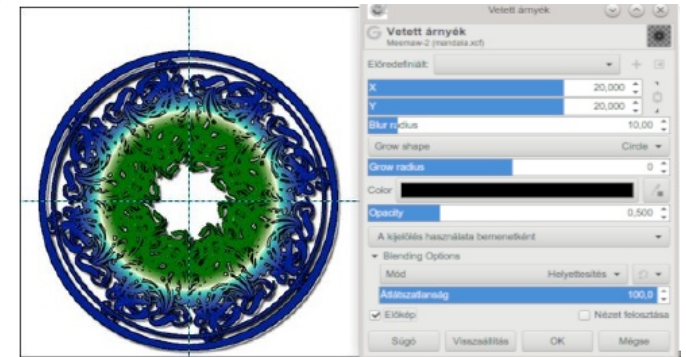 Vetett árnyék
Vetett árnyék
Meemaw-2 (mandala.xcf)
Előredefiniált:
X 20,000
Y 20,000
Blur radius 10,00
Grow shape Circle
Grow radius 0
Color
Opacity 0,500
A kijelölés használata bemenetként
Blending Options
Mód Helyettesítés
Átlátszatlanság 100,0
Előkép Nézet felosztása
Súgó Visszaállítás OK Mégse